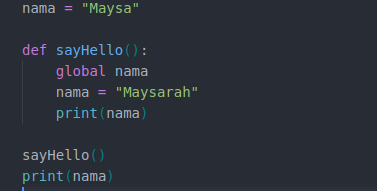 nama = "Maysa"
def sayHello():
    global nama
    nama = "Maysarah"
    print(nama)
sayHello()
print(nama)